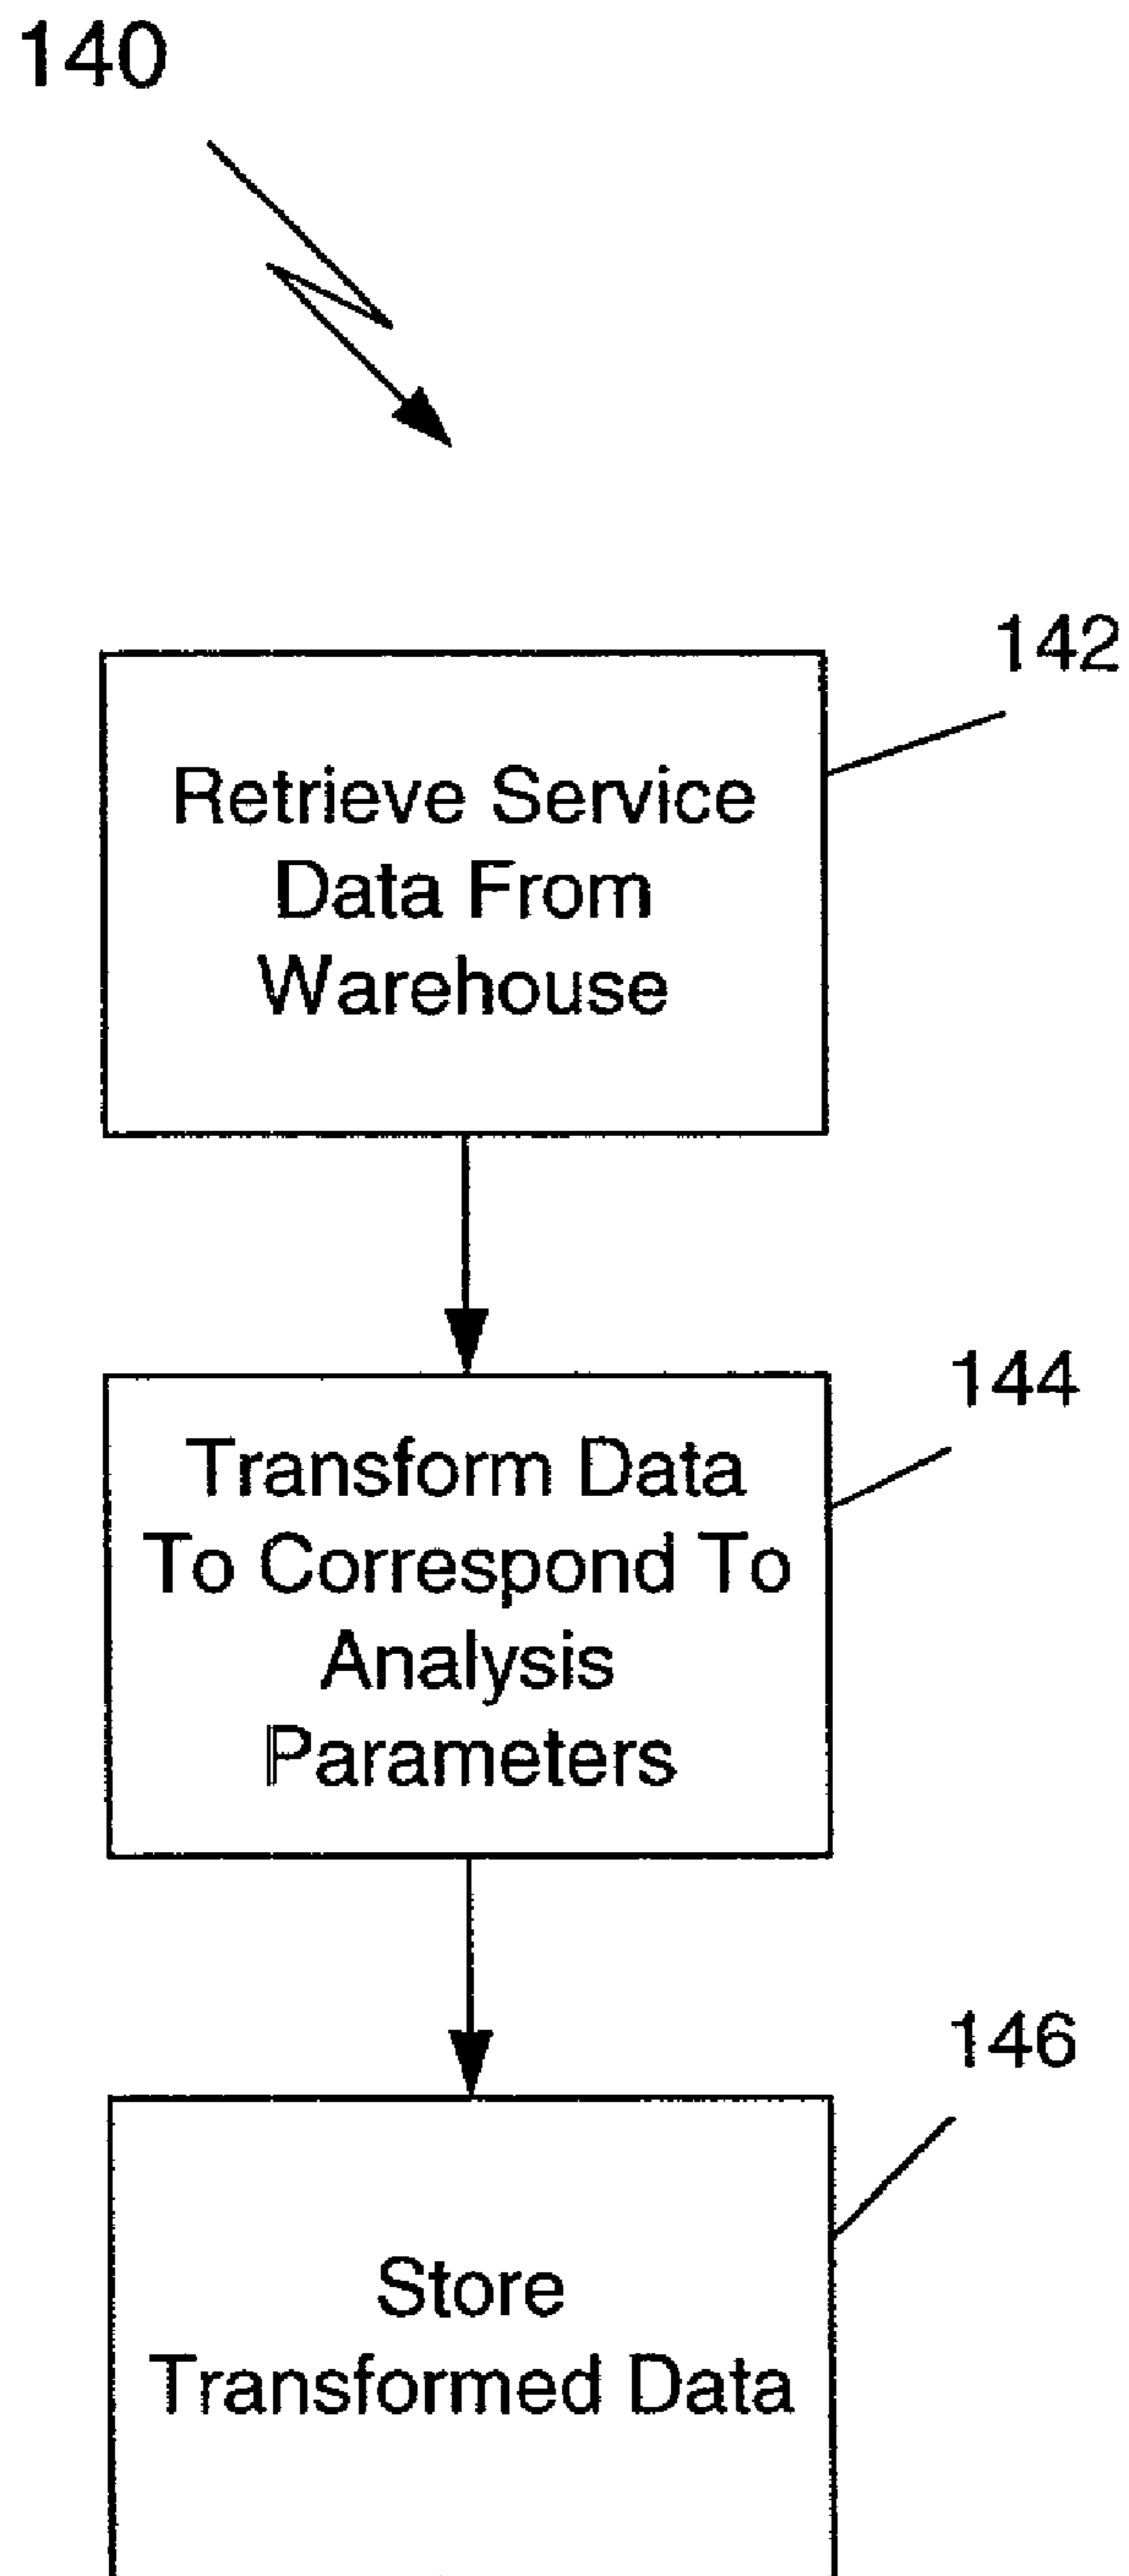 140
142
Retrieve Service
Data From
Warehouse
144
Transform Data
To Correspond To
Analysis
Parameters
146
Store
Transformed Data